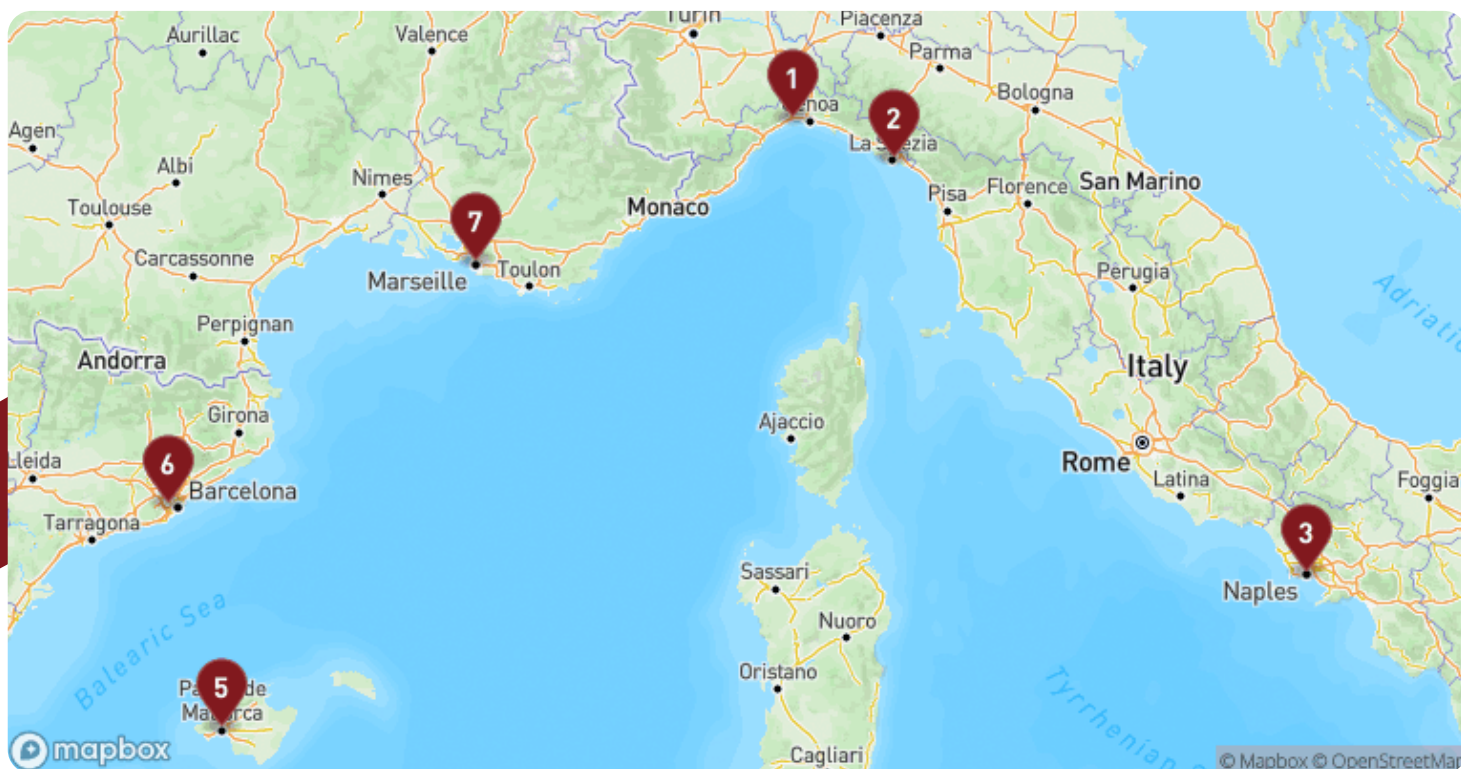 Turin
Piacenza
Aurillac
Valence
Parma
1
Genoa
Bologna
2
La Spezia
Agen
Albi
Nimes
Pisa
Florence
San Marino
Toulouse
Monaco
7
Carcassonne
Marseille
Toulon
Perugia
Adriatic
Perpignan
Andorra
Italy
Girona
Ajaccio
6
Lleida
Barcelona
Rome
Latina
Foggia
Tarragona
3
Sassari
Naples
Balearic Sea
Nuoro
5
Palma de
Mallorca
Oristano
Tyrrhenian
Cagliari
mapbox
© Mapbox © OpenStreetMap